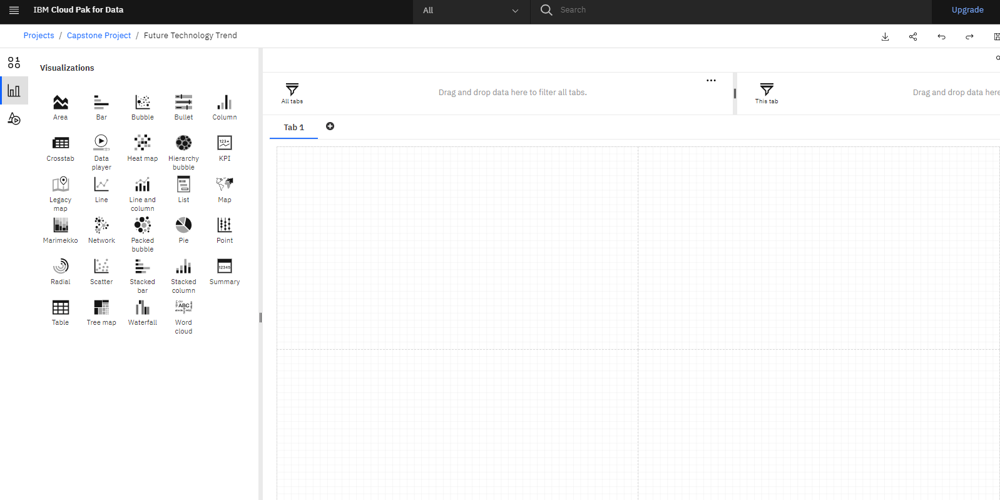 IBM Cloud Pak for Data
All
Search
Upgrade
Projects / Capstone Project / Future Technology Trend
Visualizations
Area
Bar
Bubble
Bullet
Column
Crosstab
Data
player
Heat map
Hierarchy
bubble
KPI
Legacy
map
Line
Line and
column
List
Map
Marimekko
Network
Packed
bubble
Pie
Point
Radial
Scatter
Stacked
bar
Stacked
column
Summary
Table
Tree map
Waterfall
Word
cloud
All tabs
Drag and drop data here to filter all tabs.
This tab
Drag and drop data here
Tab 1